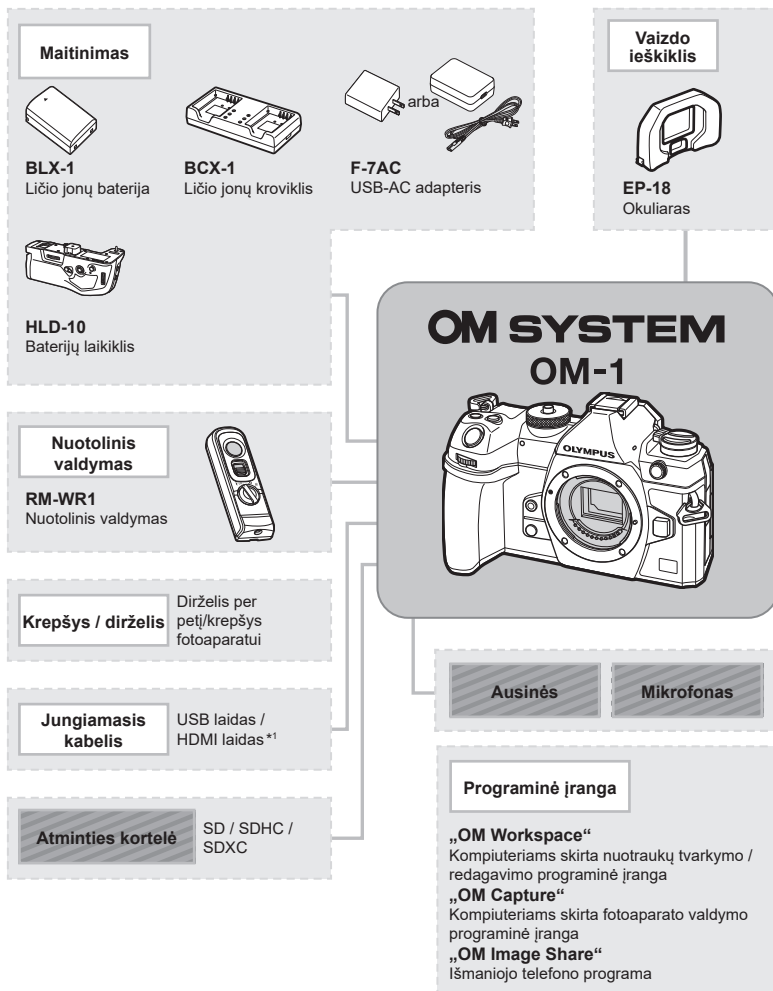 Maitinimas
arba
BLX-1
Ličio jonų baterija
BCX-1
Ličio jonų kroviklis
F-7AC
USB-AC adapteris
HLD-10
Baterijų laikiklis
Vaizdo
ieškiklis
EP-18
Okuliaras
OM SYSTEM
OM-1
OLYMPUS
Nuotolinis
valdymas
RM-WR1
Nuotolinis valdymas
Krepšys / dirželis
Dirželis per
petį/krepšys
fotoaparatui
Jungiamasis
kabelis
USB laidas /
HDMI laidas *1
Atminties kortelė
SD / SDHC /
SDXC
Ausinės
Mikrofonas
Programinė įranga
„OM Workspace“
Kompiuteriams skirta nuotraukų tvarkymo /
redagavimo programinė įranga
„OM Capture“
Kompiuteriams skirta fotoaparato valdymo
programinė įranga
„OM Image Share“
Išmaniojo telefono programa